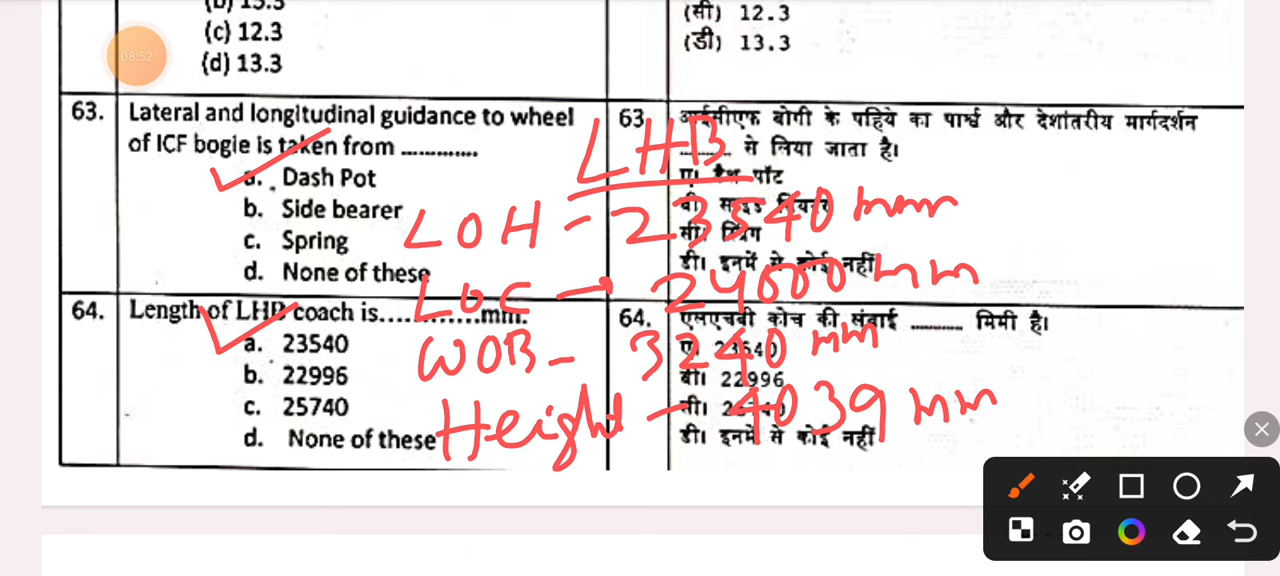 (b) 15.3
(c) 12.3
(d) 13.3
(सी) 12.3
(डी) 13.3
08:52
63. Lateral and longitudinal guidance to wheel
of ICF bogie is taken from .............
a. Dash Pot
b. Side bearer
c. Spring
d. None of these
63. आईसीएफ बोगी के पहिये का पार्श्व और देशांतरीय मार्गदर्शन
.......... से लिया जाता है।
ए। डैश पॉट
सी। स्प्रिंग
डी। इनमें से कोई नहीं
64. Length of LHB coach is............mm.
a. 23540
b. 22996
c. 25740
d. None of these
64. एलएचबी कोच की लंबाई .......... मिमी है।
ए। 23540
बी। 22996
सी।
डी। इनमें से कोई नहीं
LHB
LOH = 23540 mm
LOC → 24000 mm
WOB - 3240 mm
Height - 4039 mm